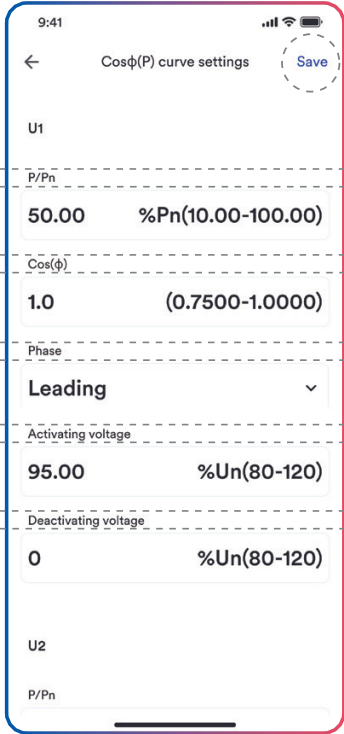 9:41
Cosϕ(P) curve settings Save
U1
P/Pn
50.00 %Pn(10.00-100.00)
Cos(ϕ)
1.0 (0.7500-1.0000)
Phase
Leading
Activating voltage
95.00 %Un(80-120)
Deactivating voltage
0 %Un(80-120)
U2
P/Pn